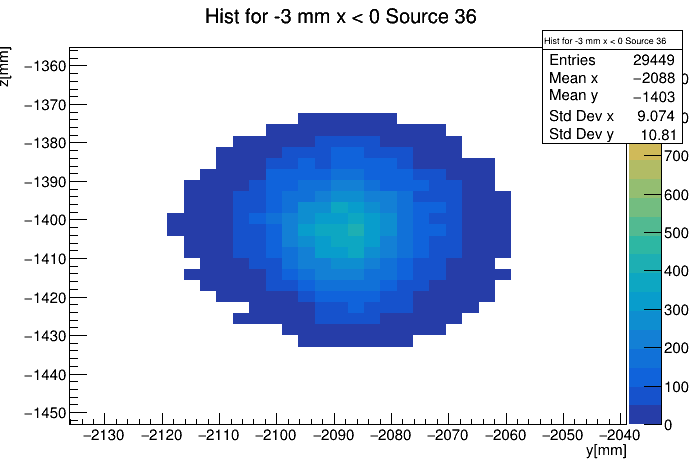 Hist for -3 mm x < 0 Source 36
z[mm]
Hist for -3 mm x < 0 Source 36
Entries 29449
Mean x −2088
Mean y −1403
Std Dev x 9.074
Std Dev y 10.81
−1360
−1370
−1380
−1390
−1400
−1410
−1420
−1430
−1440
−1450
700
600
500
400
300
200
100
0
−2130 −2120 −2110 −2100 −2090 −2080 −2070 −2060 −2050 −2040
y[mm]